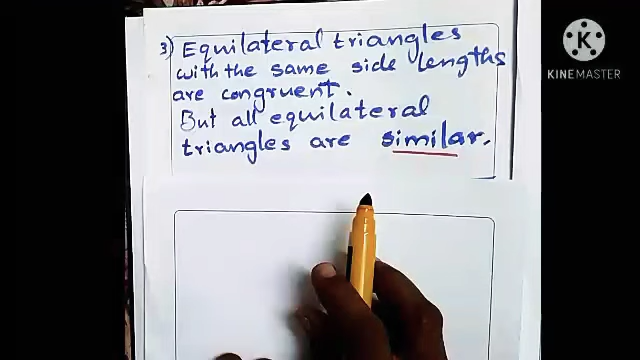 3) Equilateral triangles
with the same side lengths
are congruent.
But all equilateral
triangles are similar.
KINEMASTER